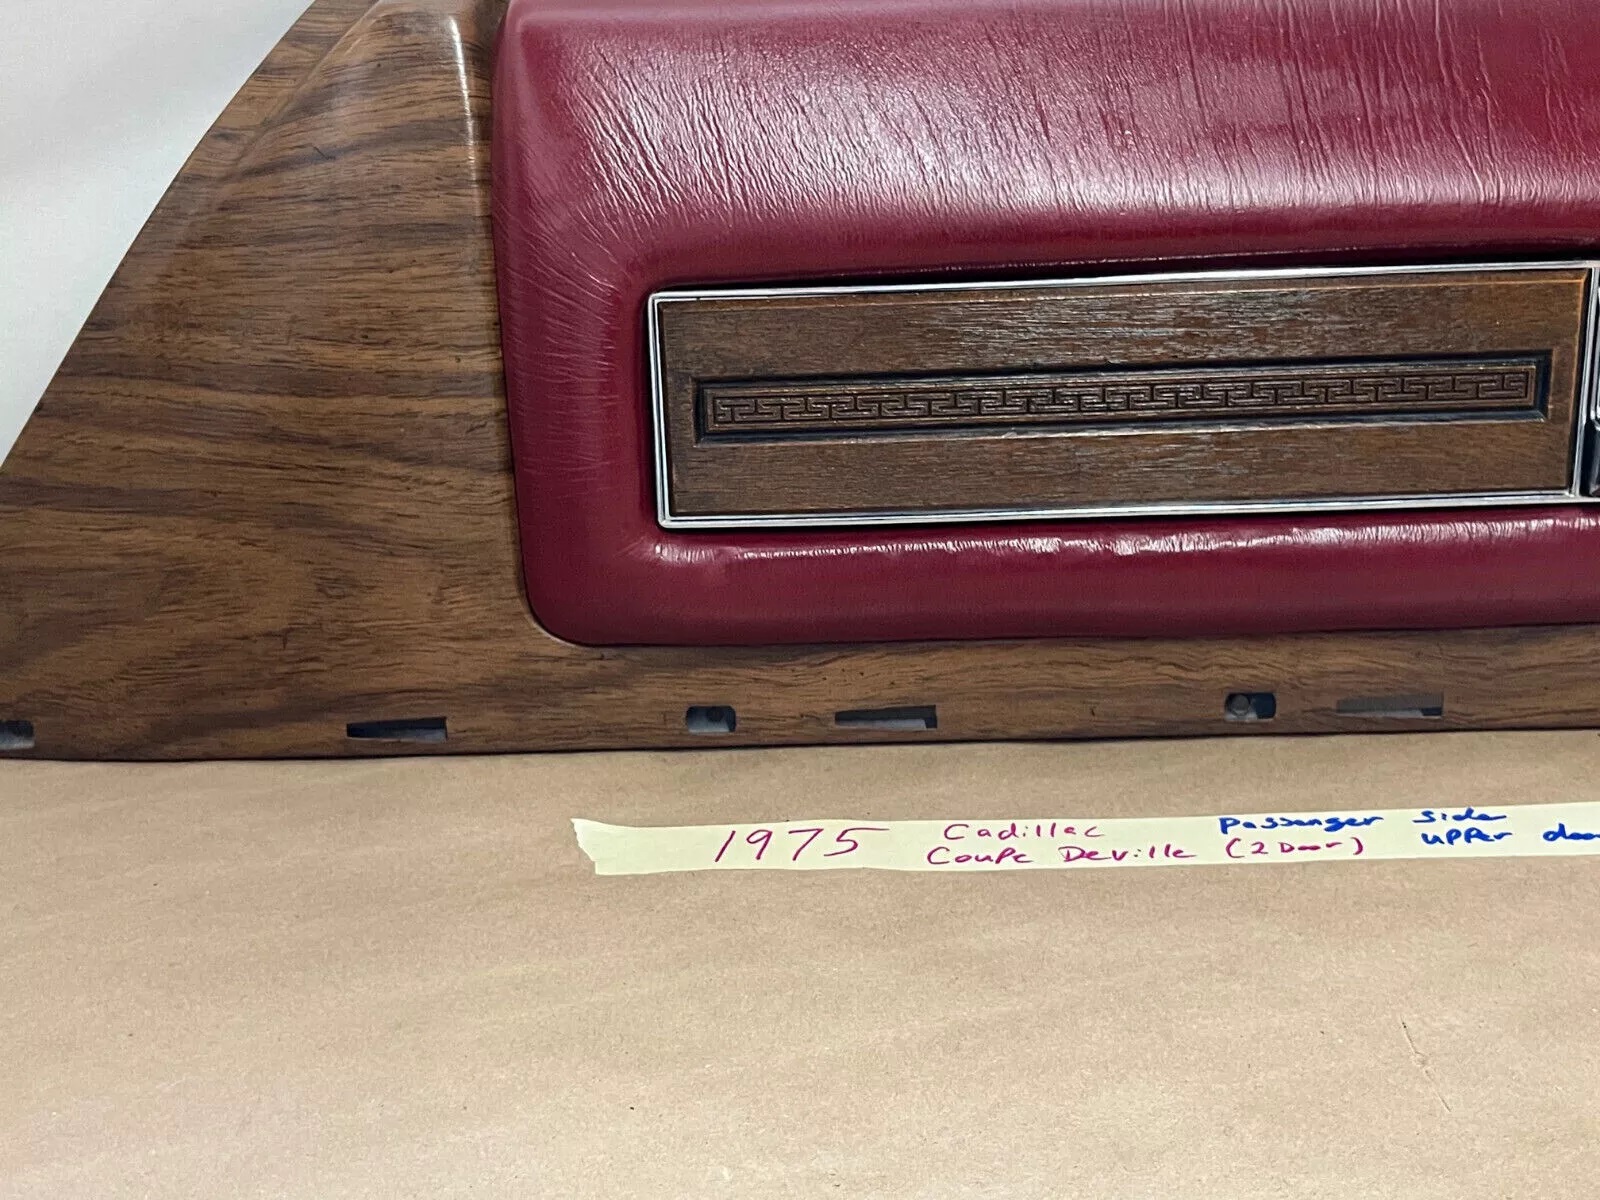 1975 Cadillac Passenger Side
Coupe Deville (2 Door) upper